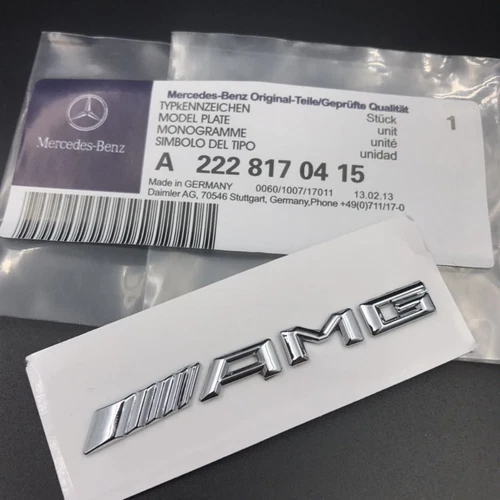 Mercedes-Benz
Mercedes-Benz Original-Teile/Geprüfte Qualität
TYPkENNZEICHEN Stück 1
MODEL PLATE unit
MONOGRAMME unité
SIMBOLO DEL TIPO unidad
A 222 817 04 15
Made in GERMANY 0060/1007/17011 13.02.13
Daimler AG, 70546 Stuttgart, Germany,Phone +49(0)711/17-0
AMG